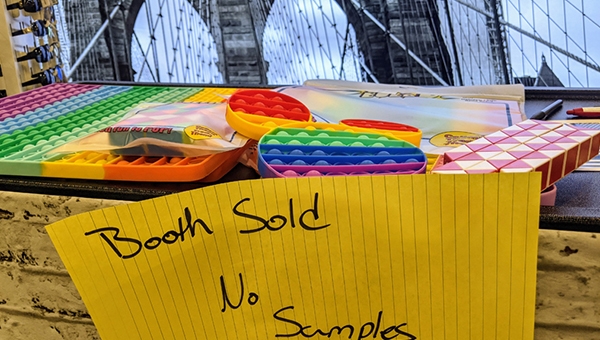 Booth Sold
No
Samples